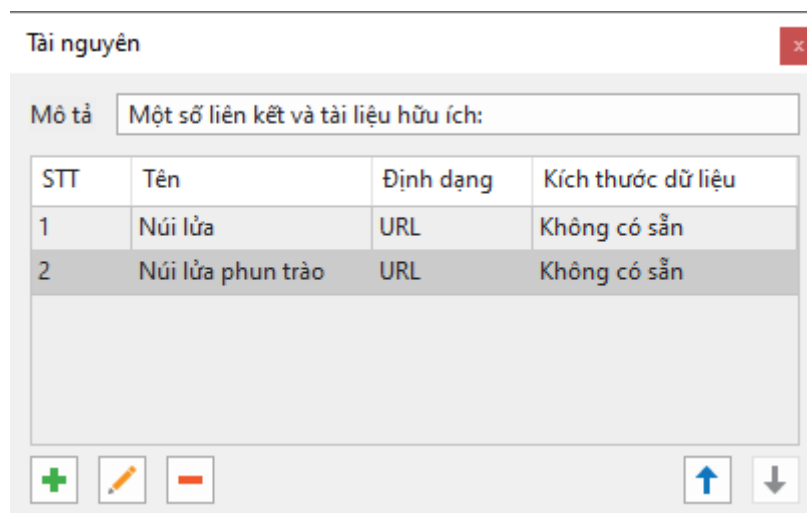 Tài nguyên
x
Mô tả Một số liên kết và tài liệu hữu ích:
STT Tên Định dạng Kích thước dữ liệu
1 Núi lửa URL Không có sẵn
2 Núi lửa phun trào URL Không có sẵn